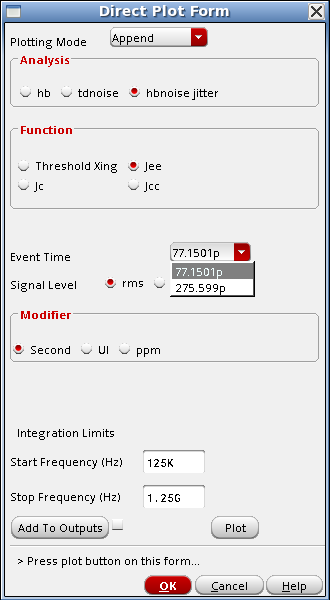 Direct Plot Form
Plotting Mode Append
Analysis
hb tdnoise hbnoise jitter
Function
Threshold Xing Jee
Jc Jcc
Event Time 77.1501p
77.1501p
Signal Level rms
275.599p
Modifier
Second UI ppm
Integration Limits
Start Frequency (Hz) 125K
Stop Frequency (Hz) 1.25G
Add To Outputs Plot
> Press plot button on this form...
OK Cancel Help